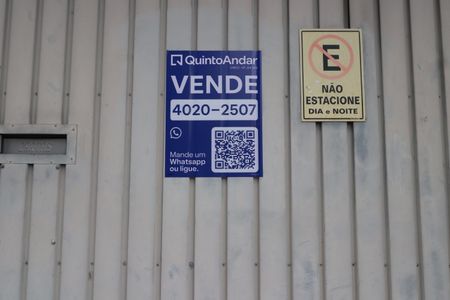 QuintoAndar
VENDE
4020-2507
Mande um
Whatsapp
ou ligue.
E
NÃO
ESTACIONE
DIA e NOITE